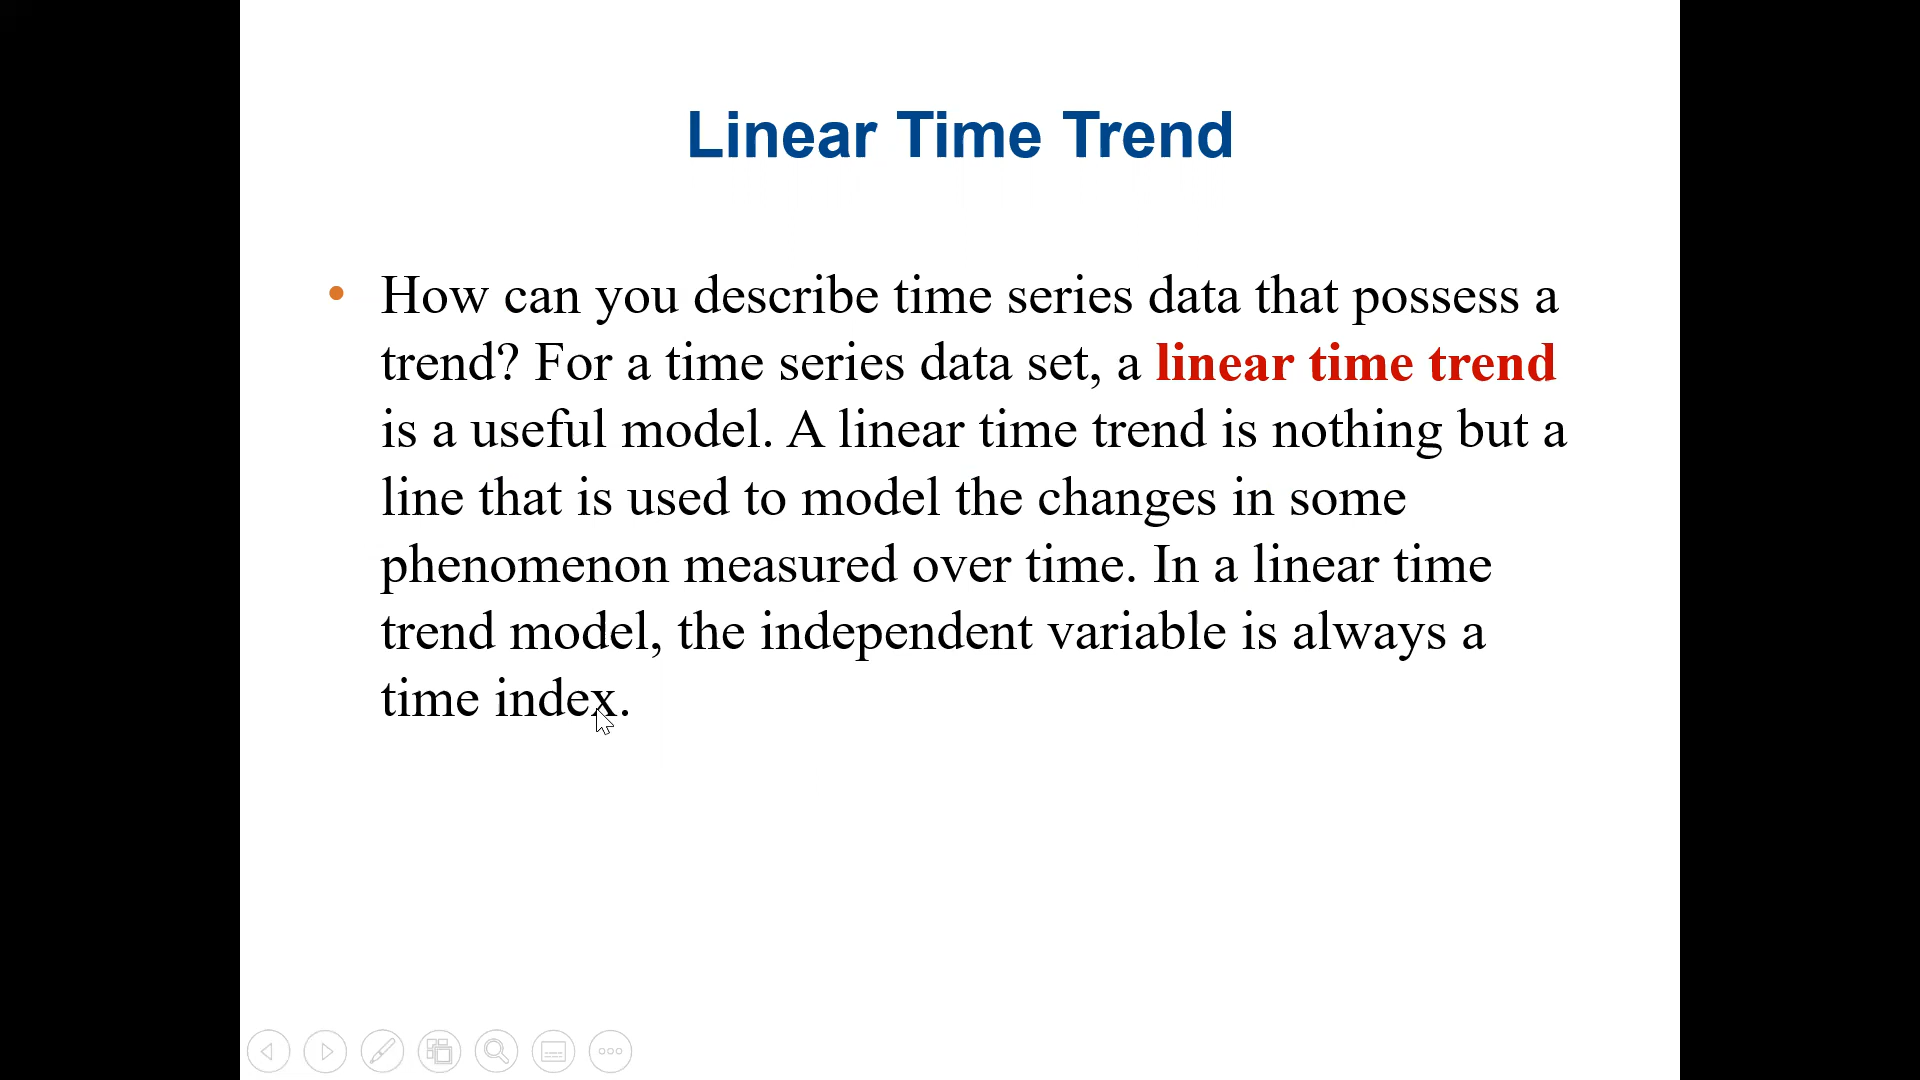 Linear Time Trend
• How can you describe time series data that possess a
trend? For a time series data set, a linear time trend
is a useful model. A linear time trend is nothing but a
line that is used to model the changes in some
phenomenon measured over time. In a linear time
trend model, the independent variable is always a
time index.